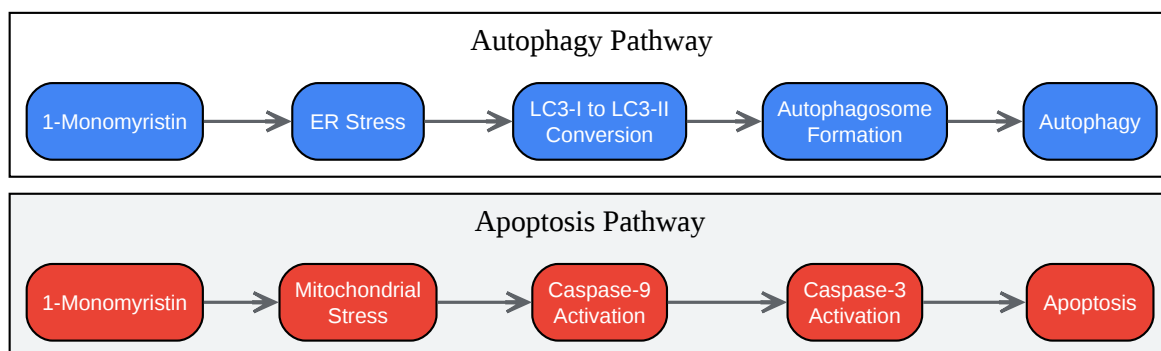 Autophagy Pathway
1-Monomyristin
ER Stress
LC3-I to LC3-II
Conversion
Autophagosome
Formation
Autophagy
Apoptosis Pathway
1-Monomyristin
Mitochondrial
Stress
Caspase-9
Activation
Caspase-3
Activation
Apoptosis